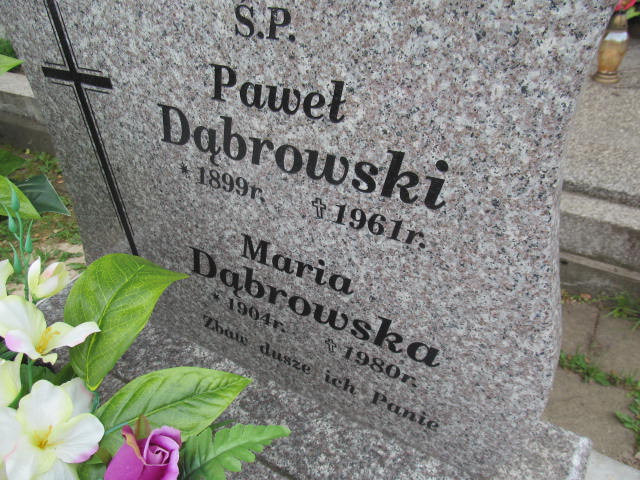 Ś.P.
Paweł
Dąbrowski
* 1899r. ✝ 1961r.
Maria
Dąbrowska
* 1904r. ✝ 1980r.
Zbaw dusze ich Panie